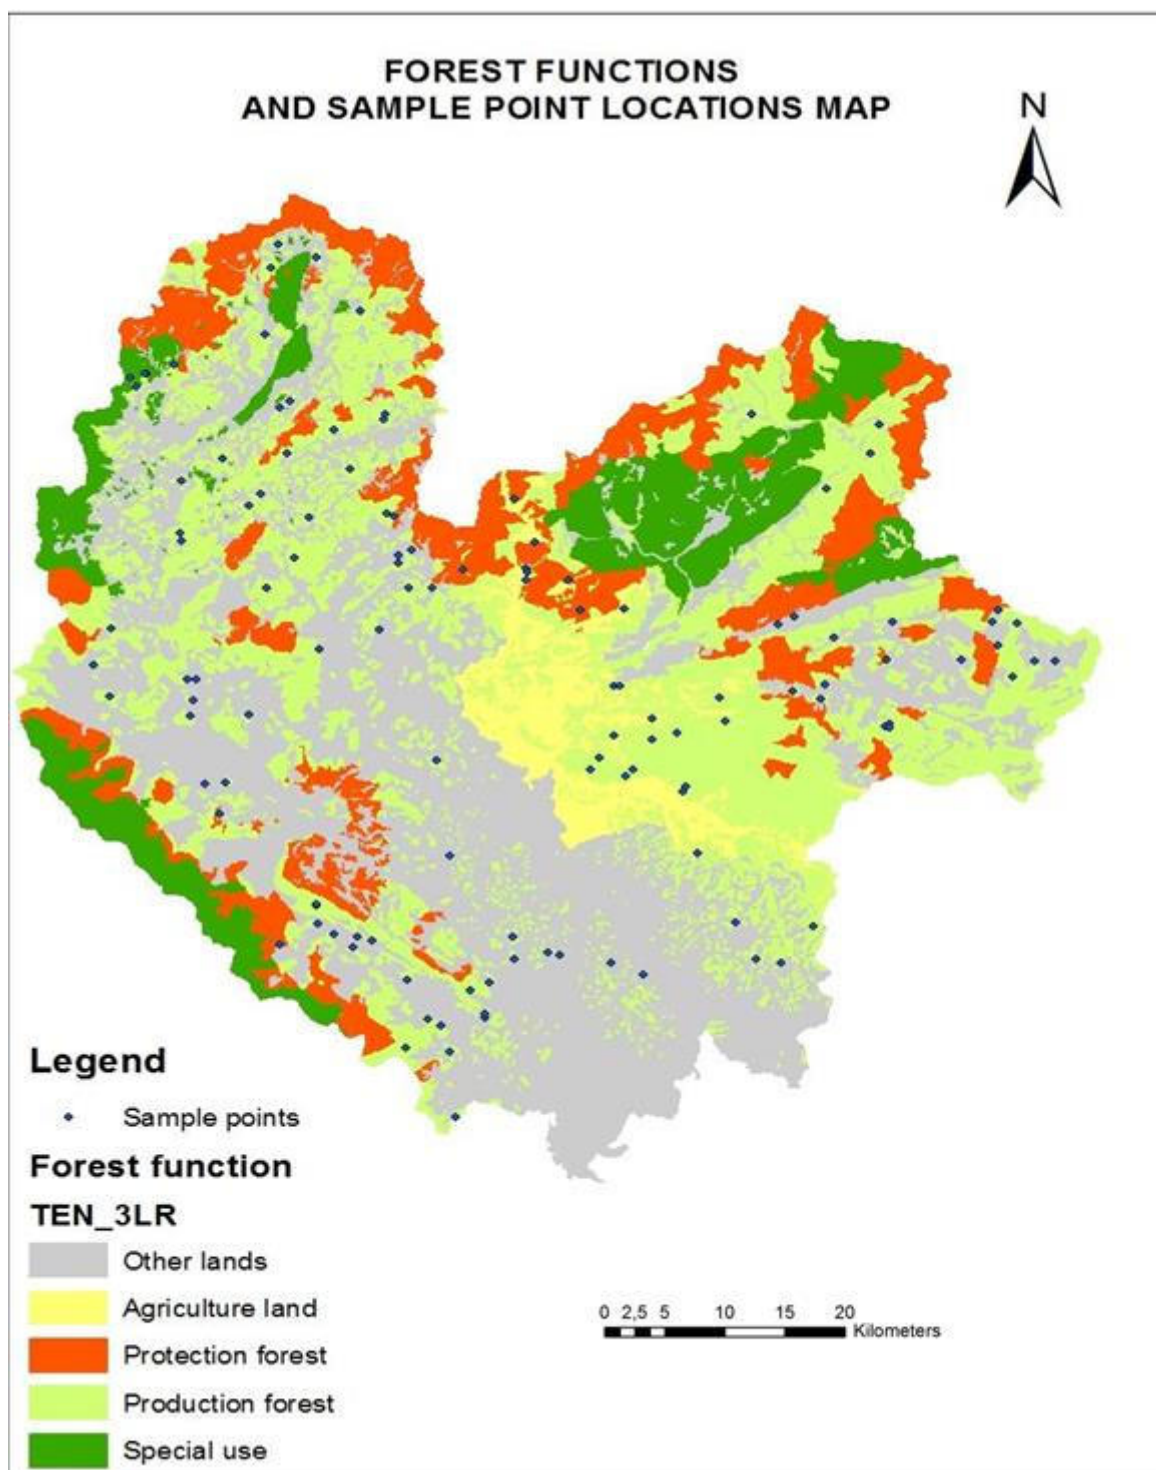 FOREST FUNCTIONS
AND SAMPLE POINT LOCATIONS MAP
N
Legend
Sample points
Forest function
TEN_3LR
Other lands
Agriculture land
Protection forest
Production forest
Special use
0 2,5 5 10 15 20
Kilometers